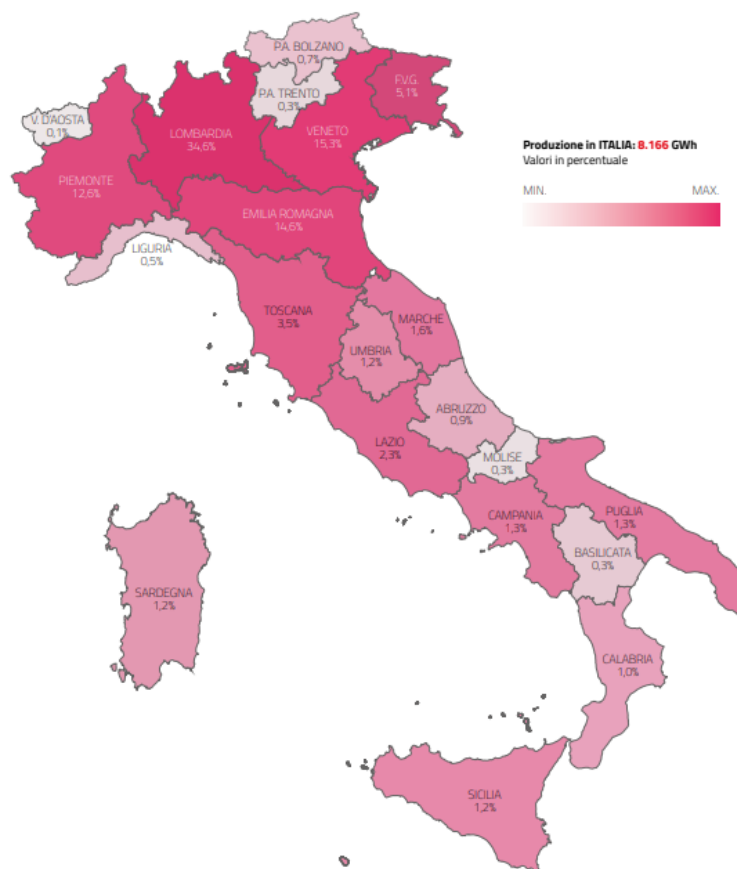 P.A. BOLZANO
0,7%
P.A. TRENTO
0,3%
F.V.G.
5,1%
V. D'AOSTA
0,1%
LOMBARDIA
34,6%
VENETO
15,3%
Produzione in ITALIA: 8.166 GWh
Valori in percentuale
MIN.
MAX.
PIEMONTE
12,6%
EMILIA ROMAGNA
14,6%
LIGURIA
0,5%
TOSCANA
3,5%
MARCHE
1,6%
UMBRIA
1,2%
ABRUZZO
0,9%
LAZIO
2,3%
MOLISE
0,3%
CAMPANIA
1,3%
PUGLIA
1,3%
BASILICATA
0,3%
SARDEGNA
1,2%
CALABRIA
1,0%
SICILIA
1,2%